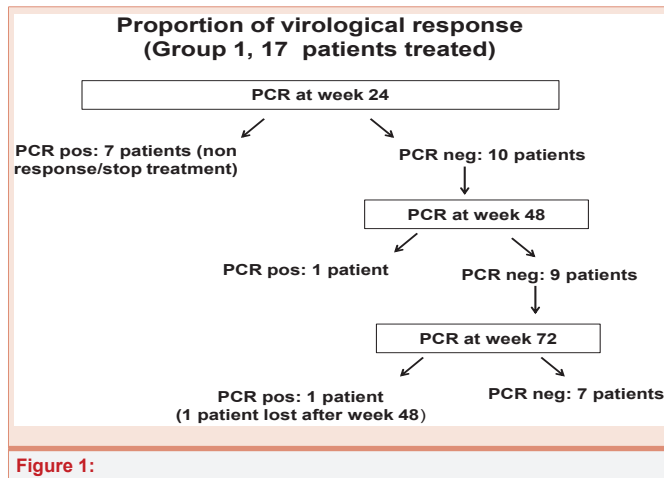 Proportion of virological response
(Group 1, 17 patients treated)
PCR at week 24
PCR pos: 7 patients (non
response/stop treatment)
PCR neg: 10 patients
PCR at week 48
PCR pos: 1 patient
PCR neg: 9 patients
PCR at week 72
PCR pos: 1 patient
(1 patient lost after week 48)
PCR neg: 7 patients
Figure 1: